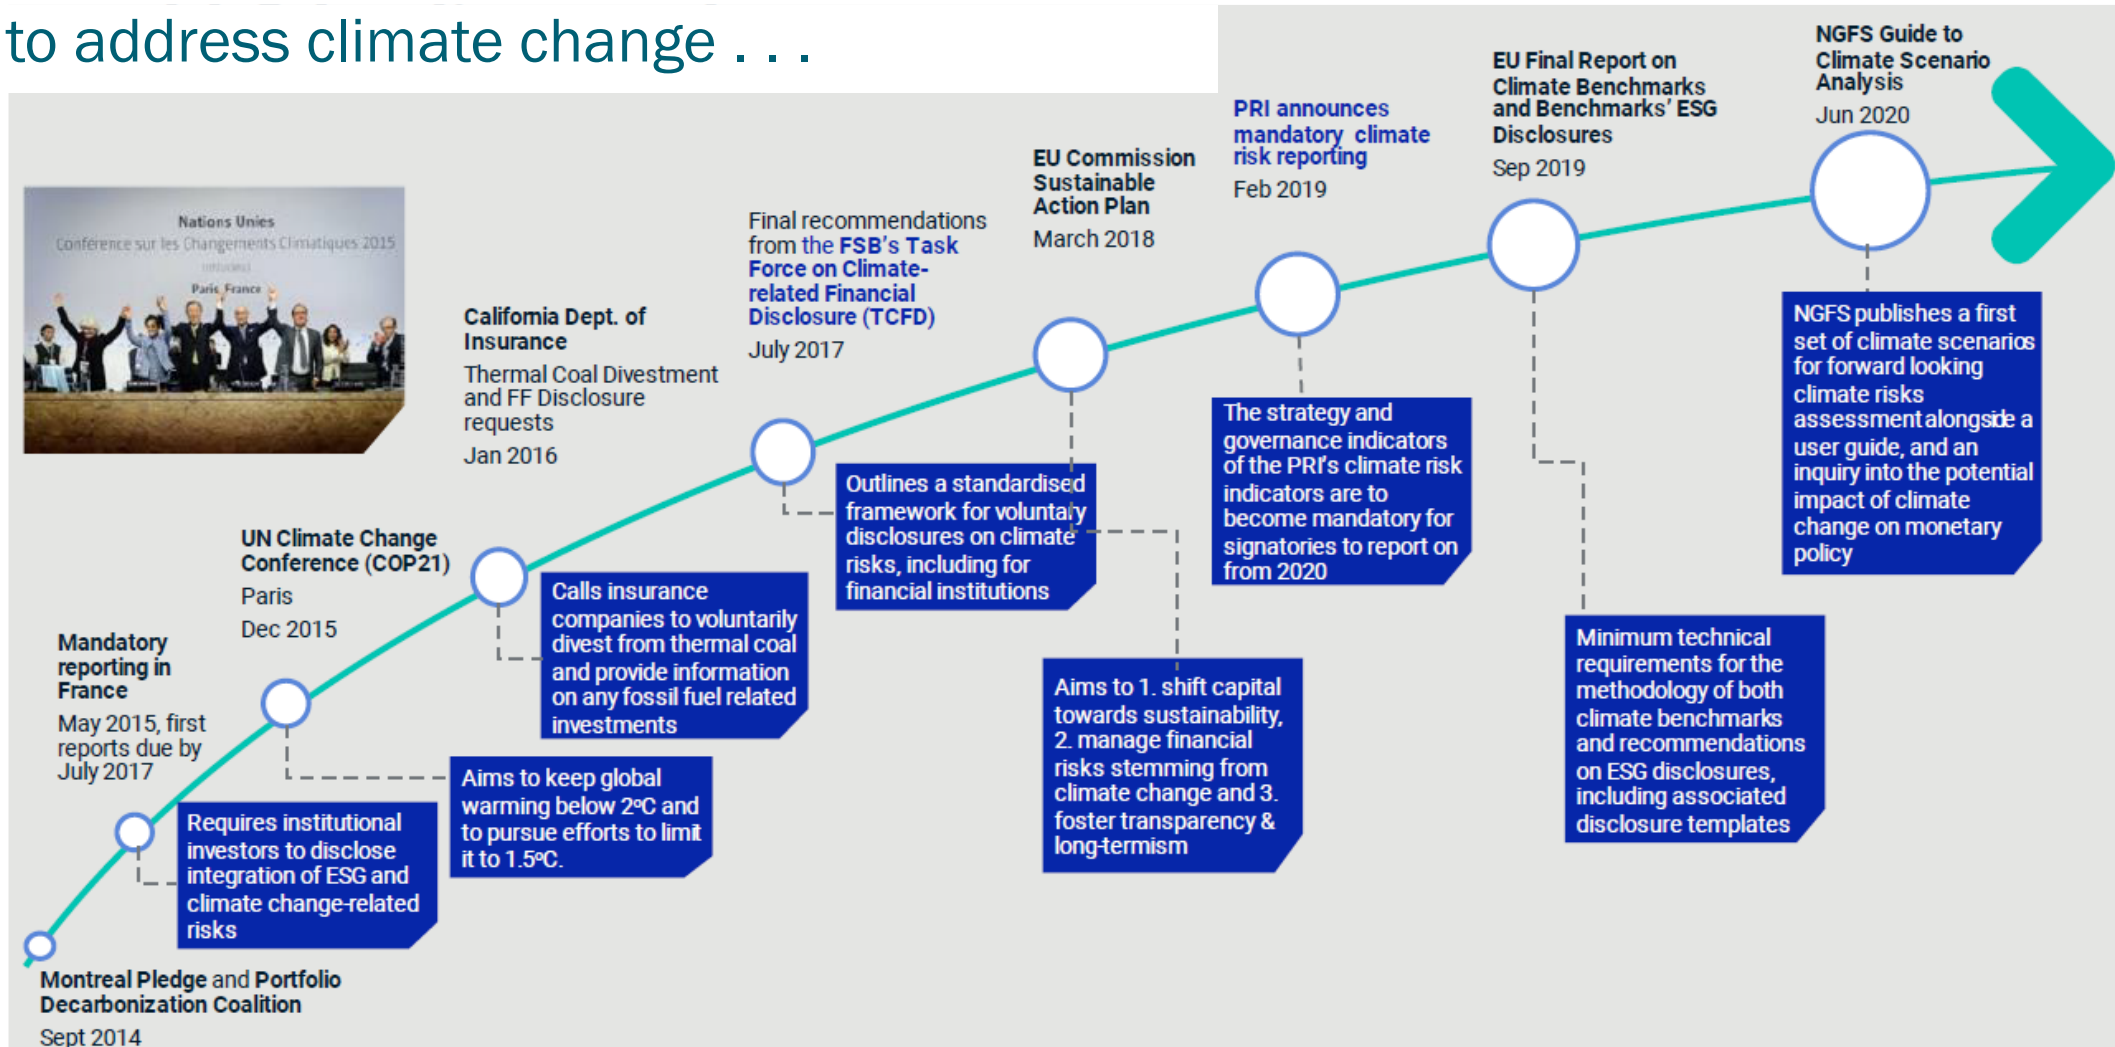 to address climate change . . .
Nations Unies
Conférence sur les Changements Climatiques 2015
Paris, France
Montreal Pledge and Portfolio
Decarbonization Coalition
Sept 2014
Mandatory
reporting in
France
May 2015, first
reports due by
July 2017
Requires institutional
investors to disclose
integration of ESG and
climate change-related
risks
UN Climate Change
Conference (COP21)
Paris
Dec 2015
Aims to keep global
warming below 2ºC and
to pursue efforts to limit
it to 1.5ºC.
California Dept. of
Insurance
Thermal Coal Divestment
and FF Disclosure
requests
Jan 2016
Calls insurance
companies to voluntarily
divest from thermal coal
and provide information
on any fossil fuel related
investments
Final recommendations
from the FSB's Task
Force on Climate-
related Financial
Disclosure (TCFD)
July 2017
Outlines a standardised
framework for voluntary
disclosures on climate
risks, including for
financial institutions
EU Commission
Sustainable
Action Plan
March 2018
Aims to 1. shift capital
towards sustainability,
2. manage financial
risks stemming from
climate change and 3.
foster transparency &
long-termism
PRI announces
mandatory climate
risk reporting
Feb 2019
The strategy and
governance indicators
of the PRI's climate risk
indicators are to
become mandatory for
signatories to report on
from 2020
EU Final Report on
Climate Benchmarks
and Benchmarks' ESG
Disclosures
Sep 2019
Minimum technical
requirements for the
methodology of both
climate benchmarks
and recommendations
on ESG disclosures,
including associated
disclosure templates
NGFS Guide to
Climate Scenario
Analysis
Jun 2020
NGFS publishes a first
set of climate scenarios
for forward looking
climate risks
assessment alongside a
user guide, and an
inquiry into the potential
impact of climate
change on monetary
policy